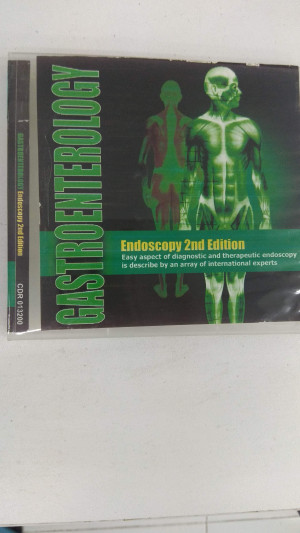 GASTROENTEROLOGY Endoscopy 2nd Edition
CDR 013200
GASTROENTEROLOGY
Endoscopy 2nd Edition
Easy aspect of diagnostic and therapeutic endoscopy
is describe by an array of international experts